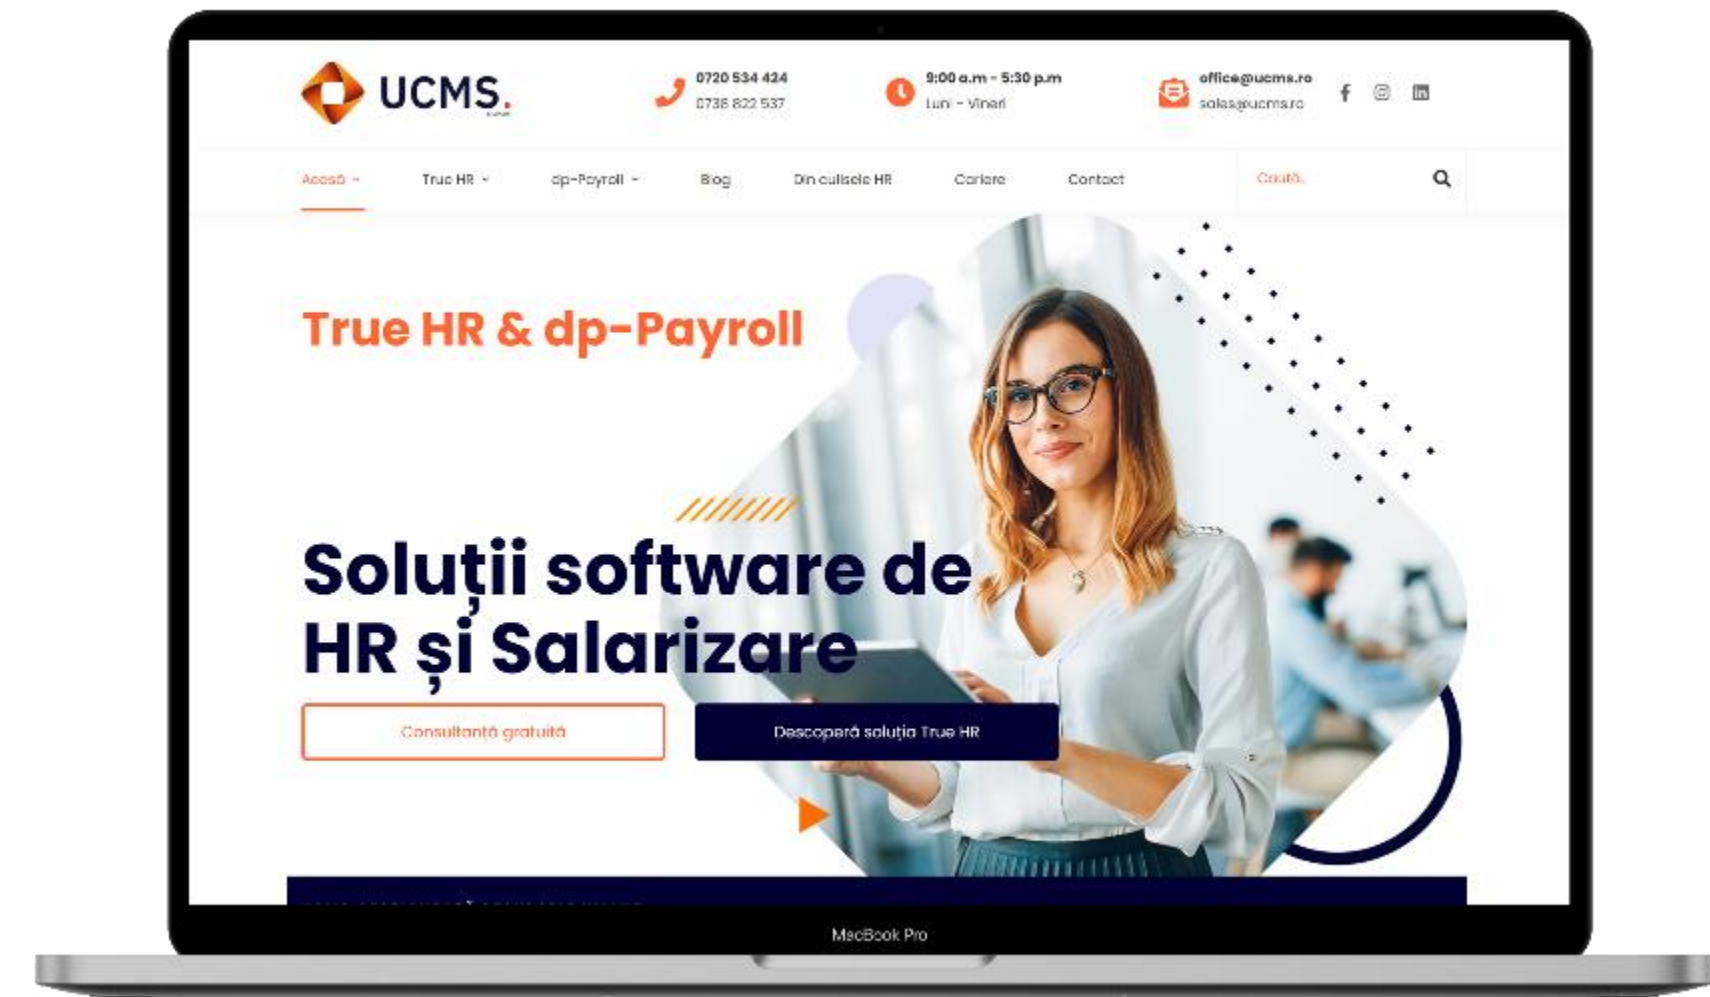 UCMS.
0720 534 424
0736 822 537
9:00 a.m - 5:30 p.m
Luni - Vineri
office@ucms.ro
sales@ucms.ro
Acasă
True HR
dp-Payroll
Blog
Din culisele HR
Cariere
Contact
Caută..
True HR & dp-Payroll
Soluții software de
HR și Salarizare
Consultanță gratuită
Descoperă soluția True HR
MacBook Pro